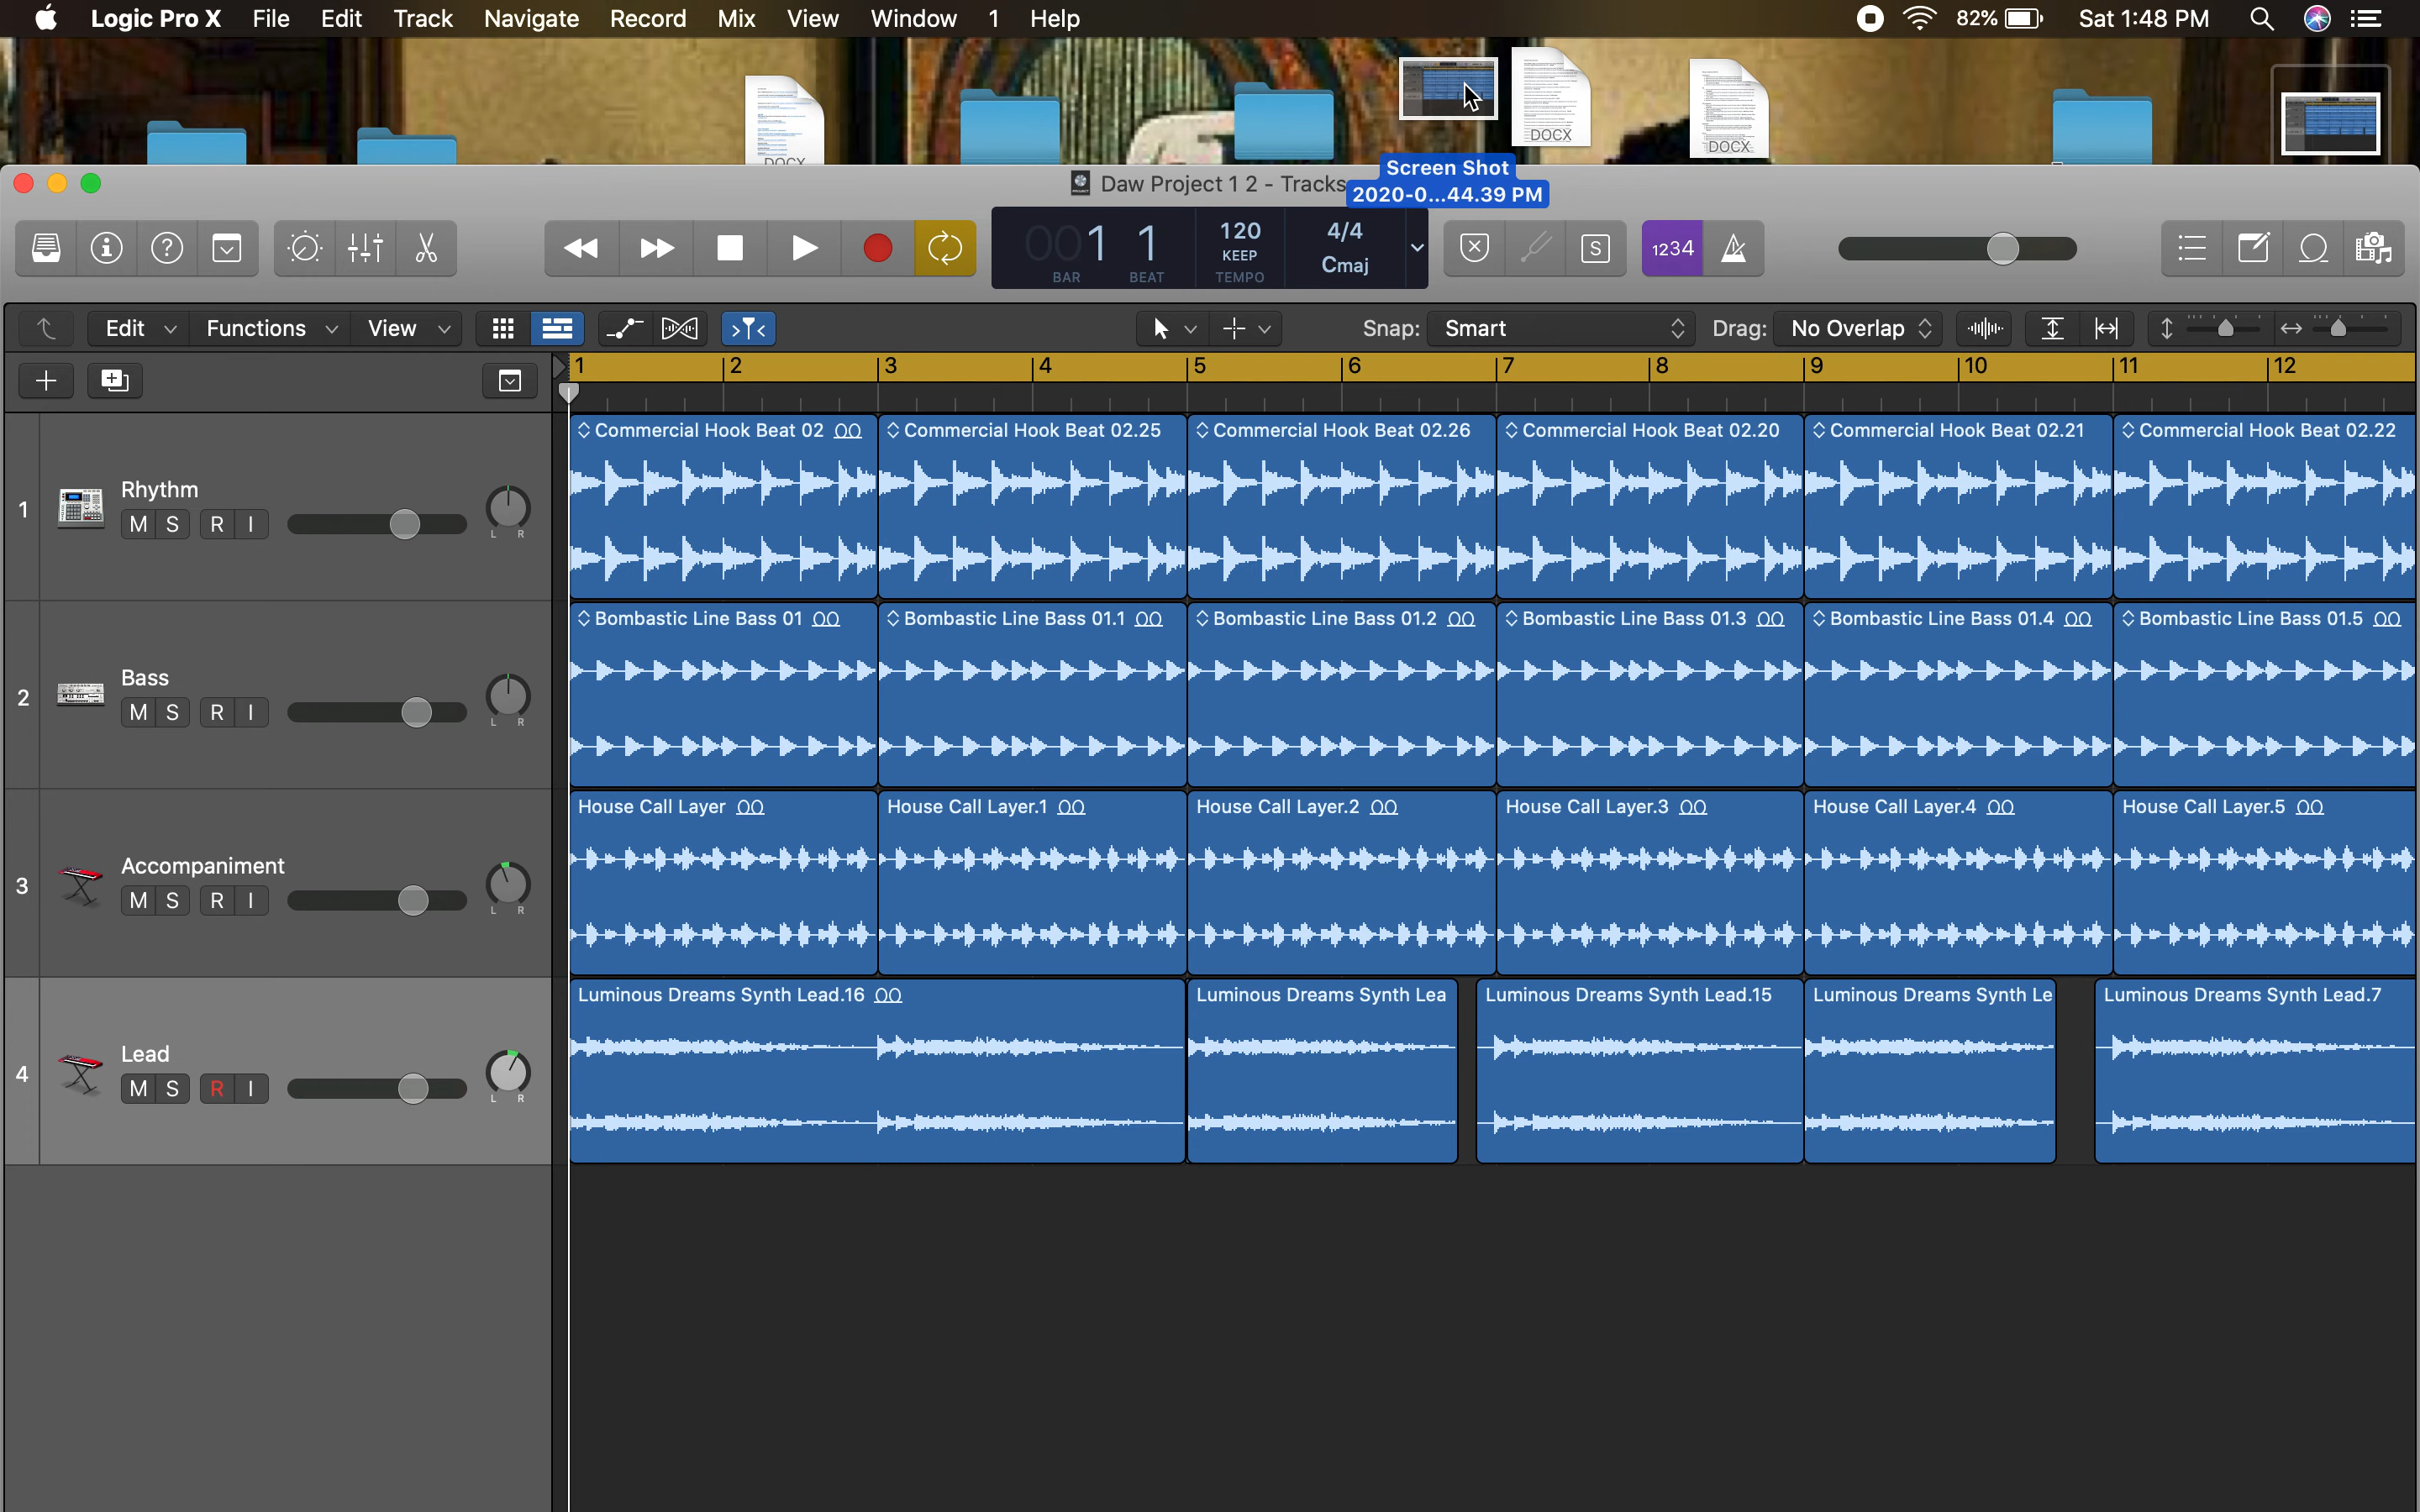 Logic Pro X File Edit Track Navigate Record Mix View Window 1 Help 82% Sat 1:48 PM
DOCX DOCX DOCX
Screen Shot
2020-0...44.39 PM
Daw Project 1 2 - Tracks
001 1 120 KEEP 4/4 Cmaj S 1234
BAR BEAT TEMPO
Edit Functions View Snap: Smart Drag: No Overlap
1 2 3 4 5 6 7 8 9 10 11 12
Commercial Hook Beat 02 Commercial Hook Beat 02.25 Commercial Hook Beat 02.26 Commercial Hook Beat 02.20 Commercial Hook Beat 02.21 Commercial Hook Beat 02.22
1 Rhythm
M S R I L R
Bombastic Line Bass 01 Bombastic Line Bass 01.1 Bombastic Line Bass 01.2 Bombastic Line Bass 01.3 Bombastic Line Bass 01.4 Bombastic Line Bass 01.5
2 Bass
M S R I L R
House Call Layer House Call Layer.1 House Call Layer.2 House Call Layer.3 House Call Layer.4 House Call Layer.5
3 Accompaniment
M S R I L R
Luminous Dreams Synth Lead.16 Luminous Dreams Synth Lea Luminous Dreams Synth Lead.15 Luminous Dreams Synth Le Luminous Dreams Synth Lead.7
4 Lead
M S R I L R